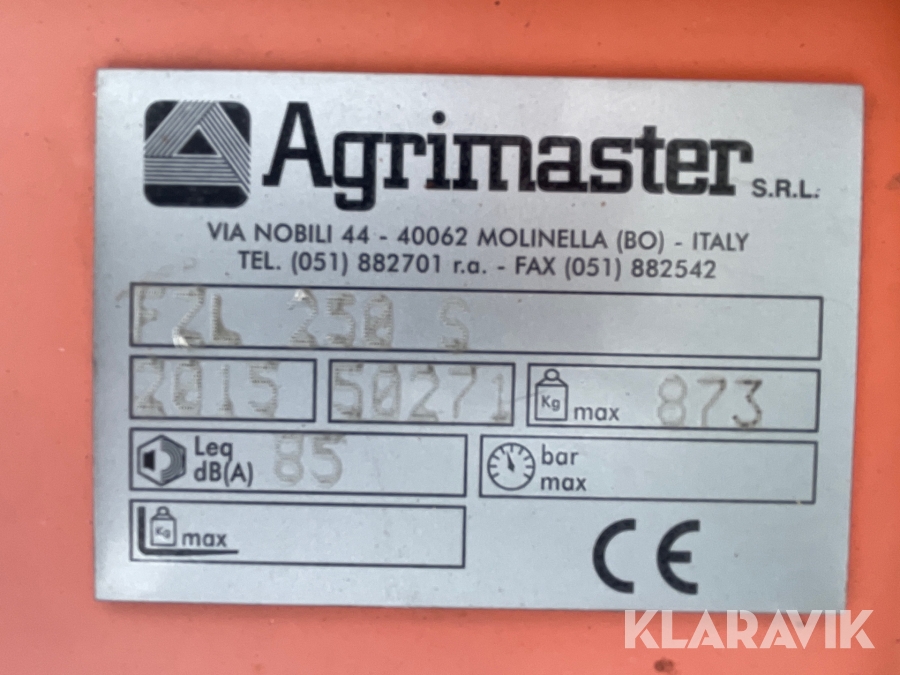 Agrimaster S.R.L.
VIA NOBILI 44 - 40062 MOLINELLA (BO) - ITALY
TEL. (051) 882701 r.a. - FAX (051) 882542
FZL 250 S
2015 50271 Kg max 873
Leq dB(A) 85 bar max
Kg max
CE
KLARAVIK